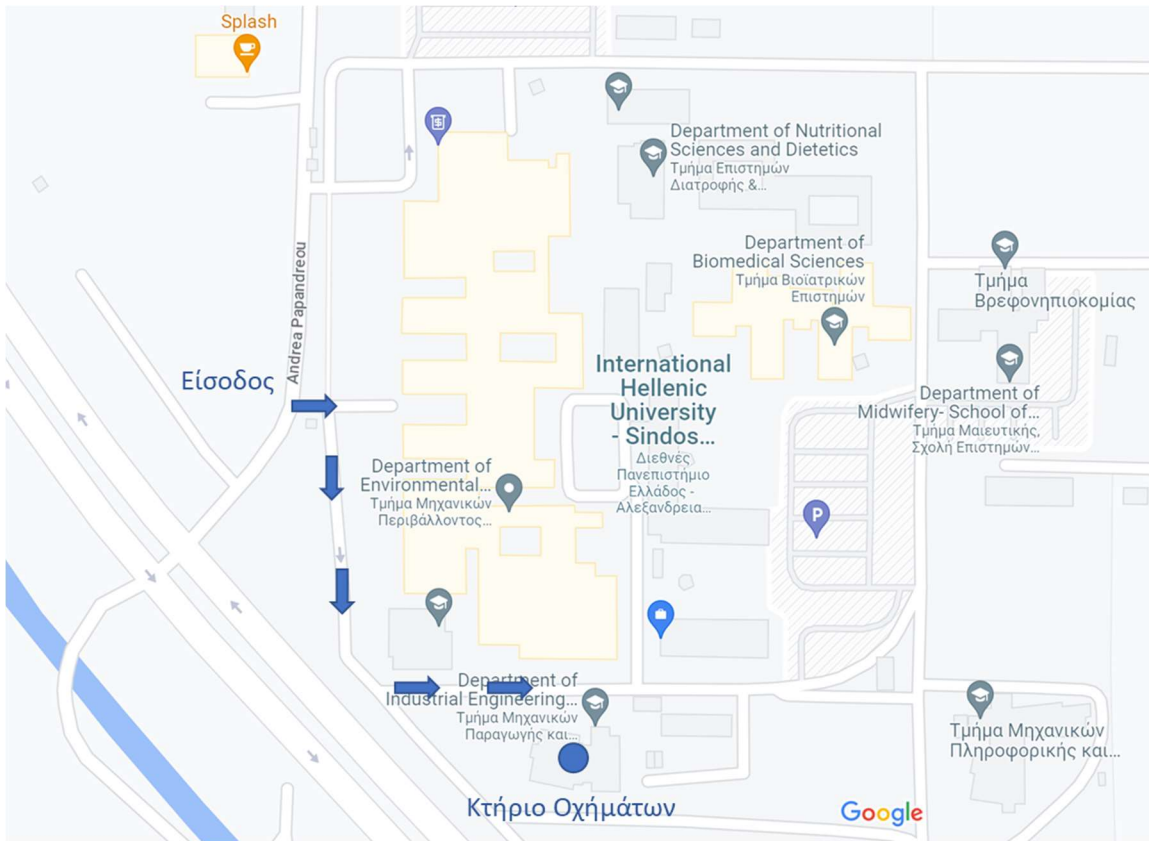 Splash
Department of Nutritional
Sciences and Dietetics
Τμήμα Επιστημών
Διατροφής &...
Andrea Papandreou
Department of
Biomedical Sciences
Τμήμα Βιοϊατρικών
Επιστημών
Τμήμα
Βρεφονηπιοκομίας
Είσοδος
International
Hellenic
University
- Sindos...
Διεθνές
Πανεπιστήμιο
Ελλάδος -
Αλεξάνδρεια...
Department of
Midwifery- School of...
Τμήμα Μαιευτικής,
Σχολή Επιστημών...
Department of
Environmental...
Τμήμα Μηχανικών
Περιβάλλοντος...
P
Department of
Industrial Engineering...
Τμήμα Μηχανικών
Παραγωγής και...
Τμήμα Μηχανικών
Πληροφορικής και...
Κτήριο Οχήμάτων
Google